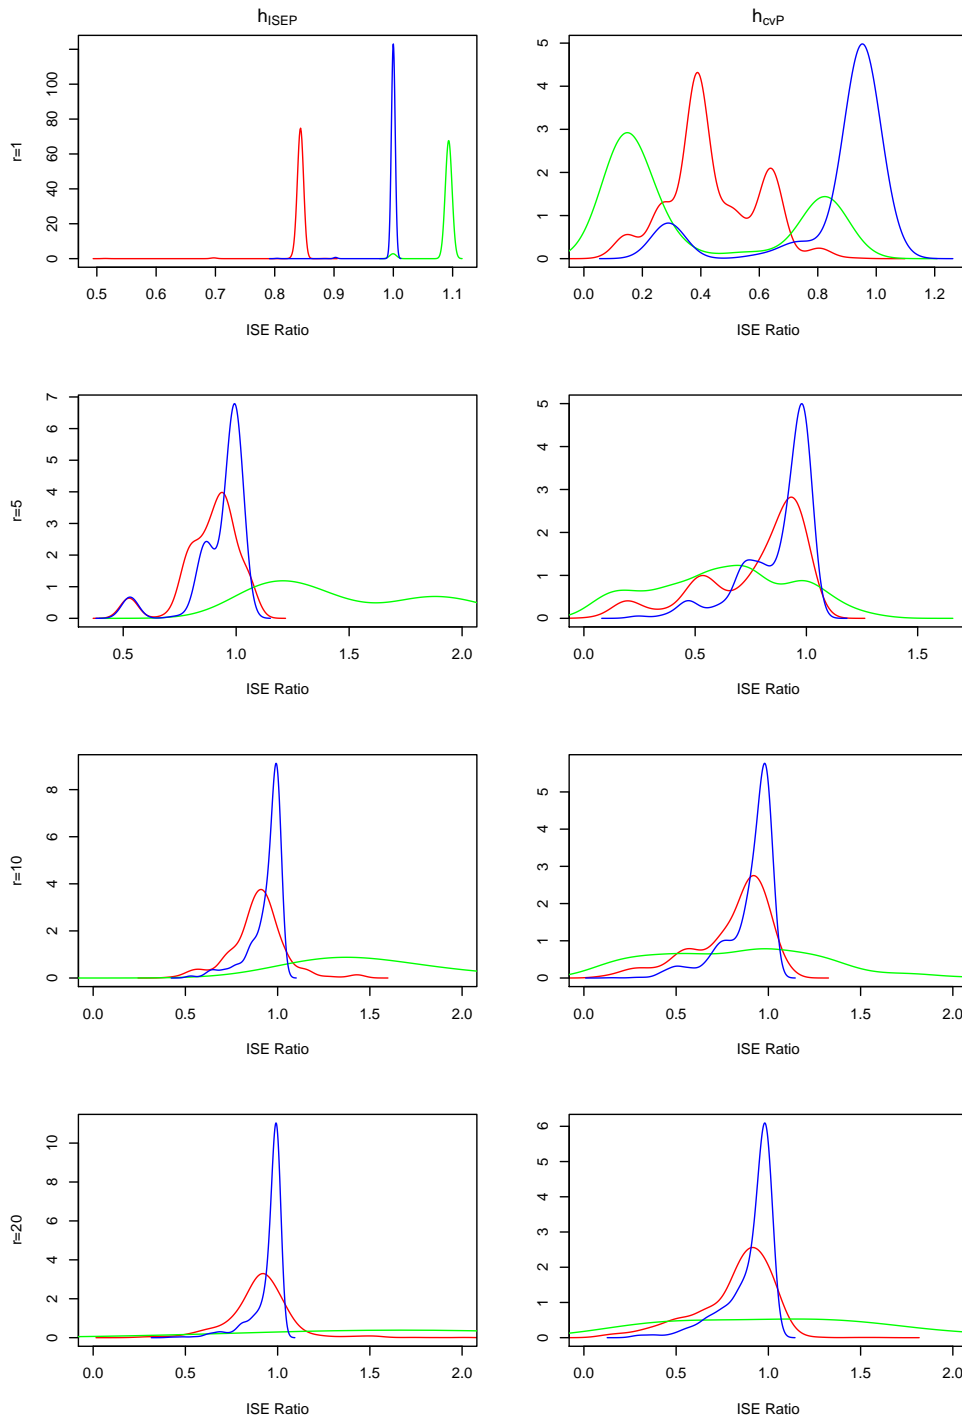 h_ISEP
h_cvP
r=1
0 20 40 60 80 100
0.5 0.6 0.7 0.8 0.9 1.0 1.1
ISE Ratio
0 1 2 3 4 5
0.0 0.2 0.4 0.6 0.8 1.0 1.2
ISE Ratio
r=5
0 1 2 3 4 5 6 7
0.5 1.0 1.5 2.0
ISE Ratio
0 1 2 3 4 5
0.0 0.5 1.0 1.5
ISE Ratio
r=10
0 2 4 6 8
0.0 0.5 1.0 1.5 2.0
ISE Ratio
0 1 2 3 4 5
0.0 0.5 1.0 1.5 2.0
ISE Ratio
r=20
0 2 4 6 8 10
0.0 0.5 1.0 1.5 2.0
ISE Ratio
0 1 2 3 4 5 6
0.0 0.5 1.0 1.5 2.0
ISE Ratio